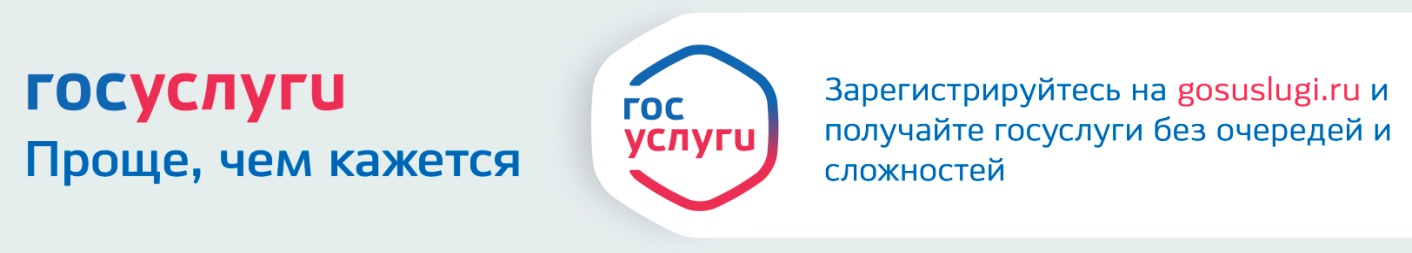 госуслуги
Проще, чем кажется
гос
услуги
Зарегистрируйтесь на gosuslugi.ru и
получайте госуслуги без очередей и
сложностей